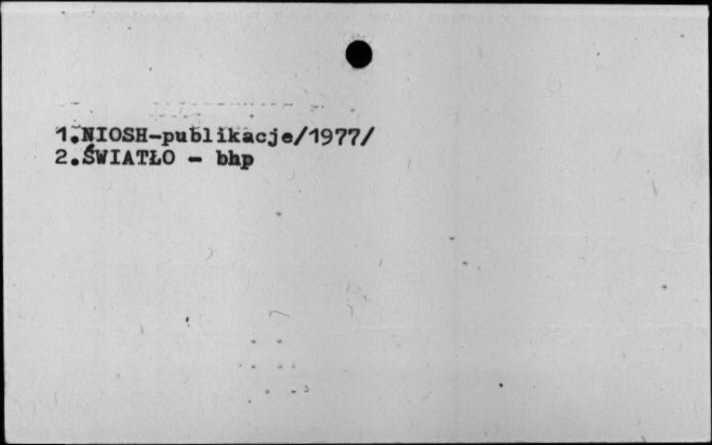 1.NIOSH-publikacje/1977/
2.ŚWIATŁO - bhp